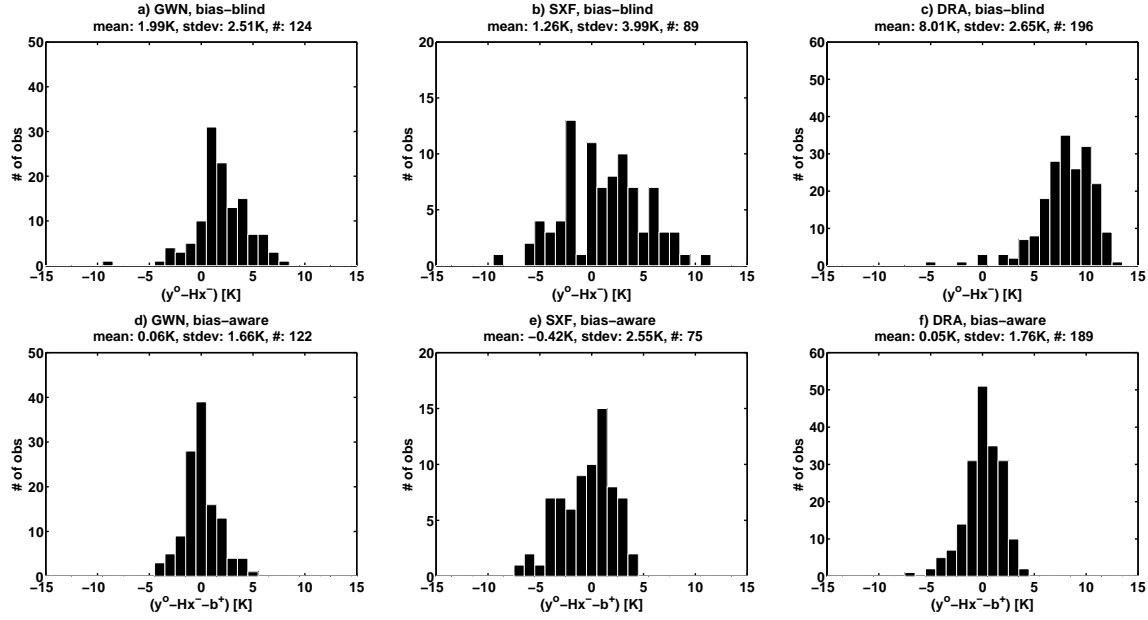 a) GWN, bias-blind
mean: 1.99K, stdev: 2.51K, #: 124
50
40
30
20
10
0
# of obs
−15 −10 −5 0 5 10 15
(yᵒ−Hx⁻) [K]
b) SXF, bias-blind
mean: 1.26K, stdev: 3.99K, #: 89
20
15
10
5
0
# of obs
−15 −10 −5 0 5 10 15
(yᵒ−Hx⁻) [K]
c) DRA, bias-blind
mean: 8.01K, stdev: 2.65K, #: 196
60
50
40
30
20
10
0
# of obs
−15 −10 −5 0 5 10 15
(yᵒ−Hx⁻) [K]
d) GWN, bias-aware
mean: 0.06K, stdev: 1.66K, #: 122
50
40
30
20
10
0
# of obs
−15 −10 −5 0 5 10 15
(yᵒ−Hx⁻−b⁺) [K]
e) SXF, bias-aware
mean: −0.42K, stdev: 2.55K, #: 75
20
15
10
5
0
# of obs
−15 −10 −5 0 5 10 15
(yᵒ−Hx⁻−b⁺) [K]
f) DRA, bias-aware
mean: 0.05K, stdev: 1.76K, #: 189
60
50
40
30
20
10
0
# of obs
−15 −10 −5 0 5 10 15
(yᵒ−Hx⁻−b⁺) [K]